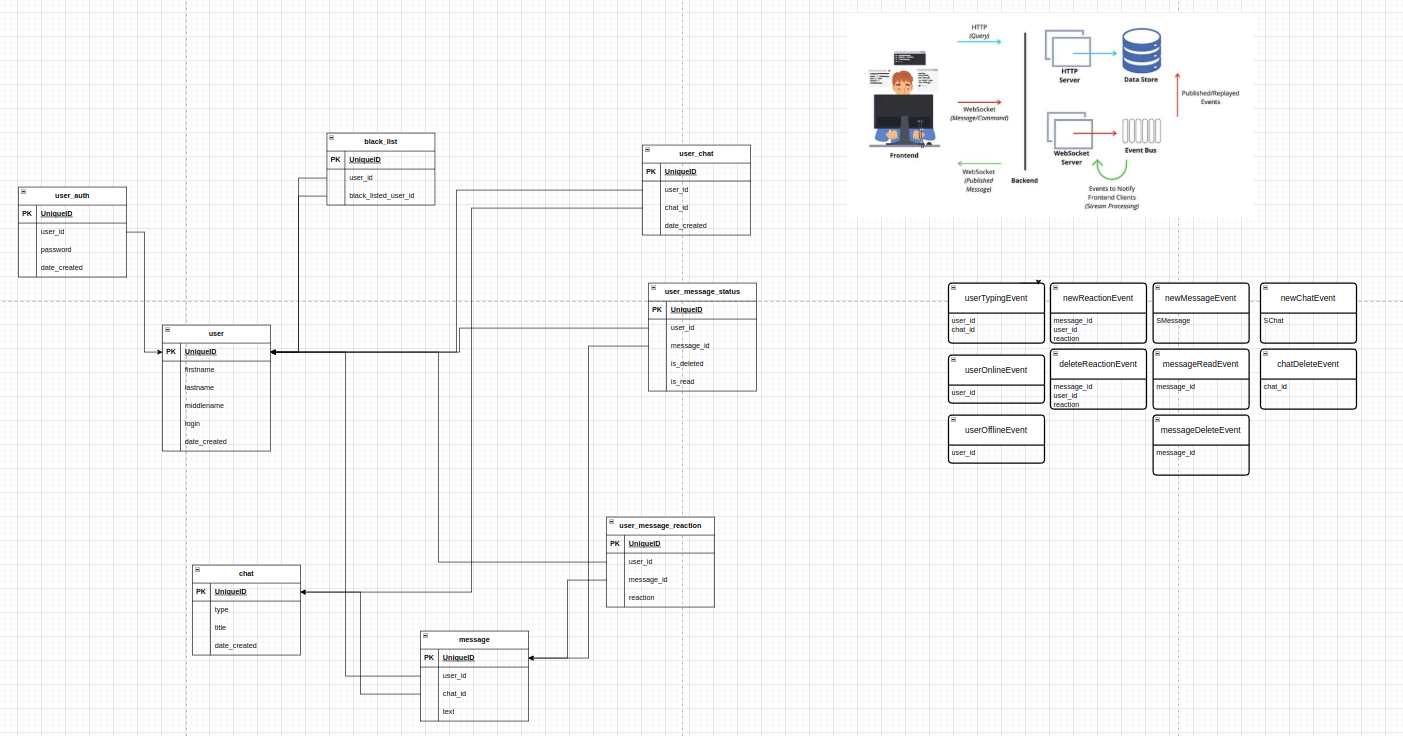 user_auth
PK UniqueID
user_id
password
date_created
black_list
PK UniqueID
user_id
black_listed_user_id
user
PK UniqueID
firstname
lastname
middlename
login
date_created
user_chat
PK UniqueID
user_id
chat_id
date_created
user_message_status
PK UniqueID
user_id
message_id
is_deleted
is_read
user_message_reaction
PK UniqueID
user_id
message_id
reaction
chat
PK UniqueID
type
title
date_created
message
PK UniqueID
user_id
chat_id
text
HTTP
(Query)
WebSocket
(Message/Command)
WebSocket
(Published
Message)
Frontend
Backend
HTTP
Server
Data Store
Published/Replayed
Events
WebSocket
Server
Event Bus
Events to Notify
Frontend Clients
(Stream Processing)
userTypingEvent
user_id
chat_id
newReactionEvent
message_id
user_id
reaction
newMessageEvent
SMessage
newChatEvent
SChat
userOnlineEvent
user_id
deleteReactionEvent
message_id
user_id
reaction
messageReadEvent
message_id
chatDeleteEvent
chat_id
userOfflineEvent
user_id
messageDeleteEvent
message_id